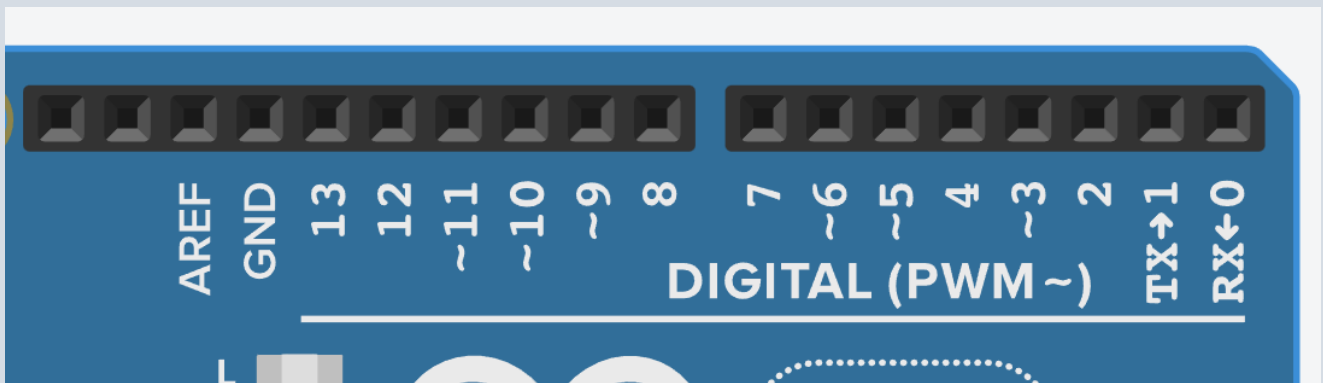 AREF
GND
13
12
~11
~10
~9
8
7
~6
~5
4
~3
2
TX→1
RX←0
DIGITAL (PWM ~)
L